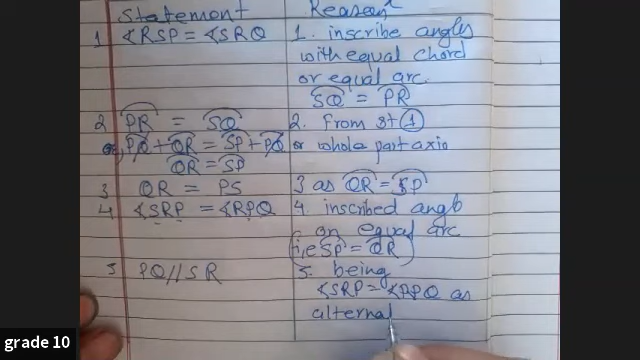 Statement Reason
1 ∢RSP = ∢SRQ 1. inscribe angles
with equal chord
or equal arc.
SQ = PR
2 PR = SQ 2. from st ①
or, PQ + QR = SP + PQ or whole part axio
QR = SP
3 QR = PS 3 as QR = SP
4 ∢SRP = ∢RPQ 4. inscribed angle
on equal arc
(i,e SP = QR)
5 PQ // SR 5. being
∢SRP = ∢RPQ as
alternat
grade 10